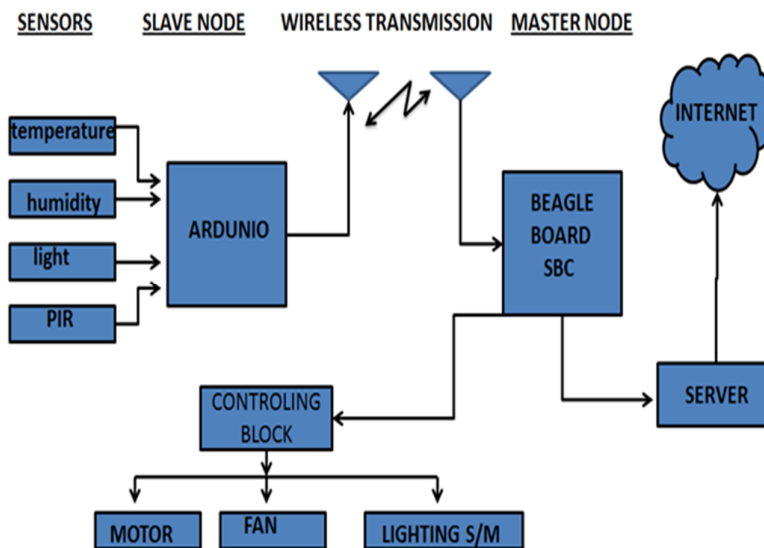 SENSORS
SLAVE NODE
WIRELESS TRANSMISSION
MASTER NODE
INTERNET
temperature
humidity
light
PIR
ARDUNIO
BEAGLE
BOARD
SBC
SERVER
CONTROLING
BLOCK
MOTOR
FAN
LIGHTING S/M